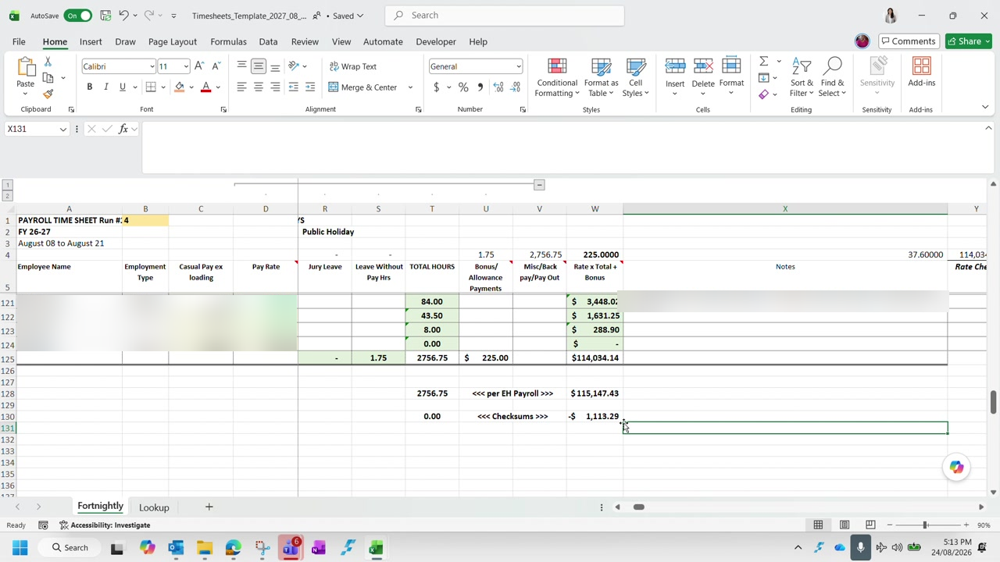 AutoSave On Timesheets_Template_2027_08_... • Saved Search
File Home Insert Draw Page Layout Formulas Data Review View Automate Developer Help Comments Share
Paste Calibri 11 Wrap Text General Conditional Formatting Format as Table Cell Styles Insert Delete Format Sort & Filter Find & Select Sensitivity Add-ins
B I U Merge & Center $ %
Clipboard Font Alignment Number Styles Cells Editing Sensitivity Add-ins
X131 fx
1
2
A B C D R S T U V W X Y
1 PAYROLL TIME SHEET Run #: 4 YS
2 FY 26-27 Public Holiday
3 August 08 to August 21
4 - - 1.75 2,756.75 225.0000 37.60000 114,034
5 Employee Name Employment Type Casual Pay ex loading Pay Rate Jury Leave Leave Without Pay Hrs TOTAL HOURS Bonus/ Allowance Payments Misc/Back pay/Pay Out Rate x Total + Bonus Notes Rate Che
121 84.00 $ 3,448.02
122 43.50 $ 1,631.25
123 8.00 $ 288.90
124 0.00 $ -
125 - 1.75 2756.75 $ 225.00 $114,034.14
126
127
128 2756.75 <<< per EH Payroll >>> $115,147.43
129
130 0.00 <<< Checksums >>> -$ 1,113.29
131
132
133
134
135
136
Fortnightly Lookup
Ready Accessibility: Investigate 90%
Search 6 5:13 PM
24/08/2026